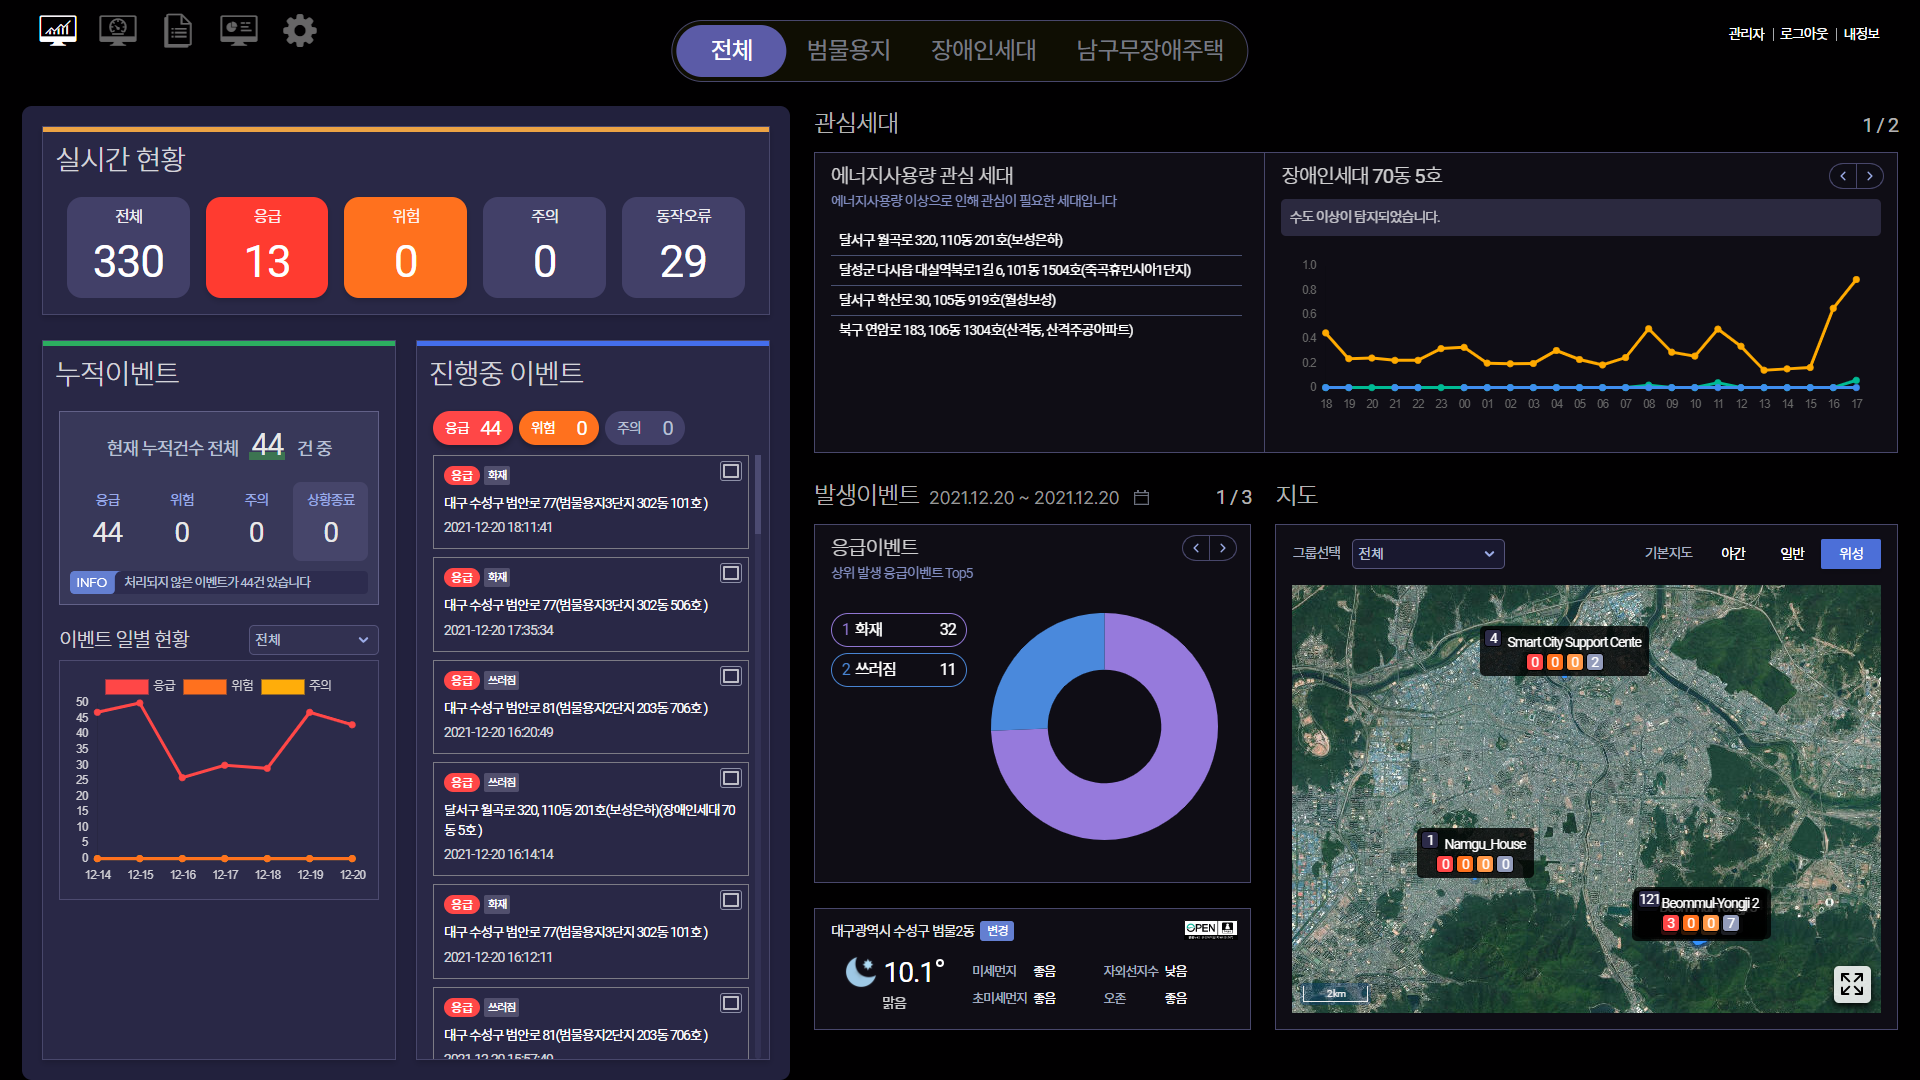 전체
범물용지
장애인세대
남구무장애주택
관리자 | 로그아웃 | 내정보
실시간 현황
전체
330
응급
13
위험
0
주의
0
동작오류
29
누적이벤트
현재 누적건수 전체 44 건 중
응급 위험 주의 상황종료
44 0 0 0
INFO 처리되지 않은 이벤트가 44건 있습니다
이벤트 일별 현황
전체
응급 위험 주의
50
45
40
35
30
25
20
15
10
5
0
12-14 12-15 12-16 12-17 12-18 12-19 12-20
진행중 이벤트
응급 44 위험 0 주의 0
응급 화재
대구 수성구 범안로 77(범물용지3단지 302동 101호 )
2021-12-20 18:11:41
응급 화재
대구 수성구 범안로 77(범물용지3단지 302동 506호 )
2021-12-20 17:35:34
응급 쓰러짐
대구 수성구 범안로 81(범물용지2단지 203동 706호 )
2021-12-20 16:20:49
응급 쓰러짐
달서구 월곡로 320, 110동 201호(보성은하)(장애인세대 70
동 5호 )
2021-12-20 16:14:14
응급 화재
대구 수성구 범안로 77(범물용지3단지 302동 101호 )
2021-12-20 16:12:11
응급 쓰러짐
대구 수성구 범안로 81(범물용지2단지 203동 706호 )
2021-12-20 15:57:49
관심세대
1 / 2
에너지사용량 관심 세대
에너지사용량 이상으로 인해 관심이 필요한 세대입니다
달서구 월곡로 320, 110동 201호(보성은하)
달성군 다사읍 대실역북로1길 6, 101동 1504호(죽곡휴먼시아1단지)
달서구 학산로 30, 105동 919호(월성보성)
북구 연암로 183, 106동 1304호(산격동, 산격주공아파트)
장애인세대 70동 5호
수도 이상이 탐지되었습니다.
1.0
0.8
0.6
0.4
0.2
0
18 19 20 21 22 23 00 01 02 03 04 05 06 07 08 09 10 11 12 13 14 15 16 17
발생이벤트 2021.12.20 ~ 2021.12.20
1 / 3
응급이벤트
상위 발생 응급이벤트 Top5
1 화재 32
2 쓰러짐 11
대구광역시 수성구 범물2동 변경
OPEN
10.1°
맑음
미세먼지 좋음 자외선지수 낮음
초미세먼지 좋음 오존 좋음
지도
그룹선택 전체
기본지도 야간 일반 위성
4 Smart City Support Cente
0 0 0 2
1 Namgu_House
0 0 0 0
121 Beommul-Yongji 2
3 0 0 7
2km